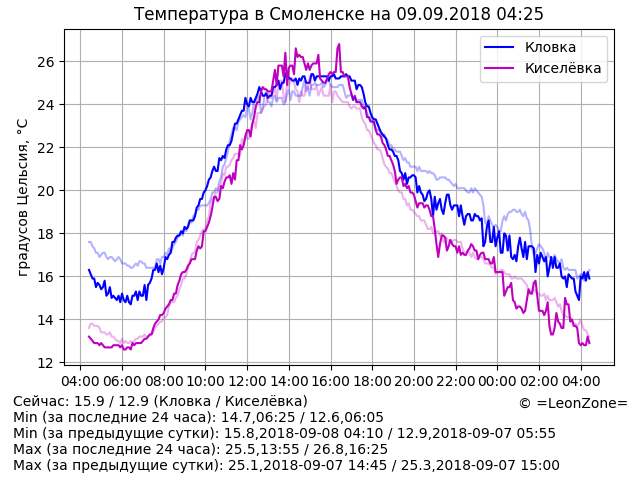 Температура в Смоленске на 09.09.2018 04:25
Кловка
Киселёвка
градусов Цельсия, °C
26
24
22
20
18
16
14
12
04:00 06:00 08:00 10:00 12:00 14:00 16:00 18:00 20:00 22:00 00:00 02:00 04:00
Сейчас: 15.9 / 12.9 (Кловка / Киселёвка)
© =LeonZone=
Min (за последние 24 часа): 14.7,06:25 / 12.6,06:05
Min (за предыдущие сутки): 15.8,2018-09-08 04:10 / 12.9,2018-09-07 05:55
Max (за последние 24 часа): 25.5,13:55 / 26.8,16:25
Max (за предыдущие сутки): 25.1,2018-09-07 14:45 / 25.3,2018-09-07 15:00